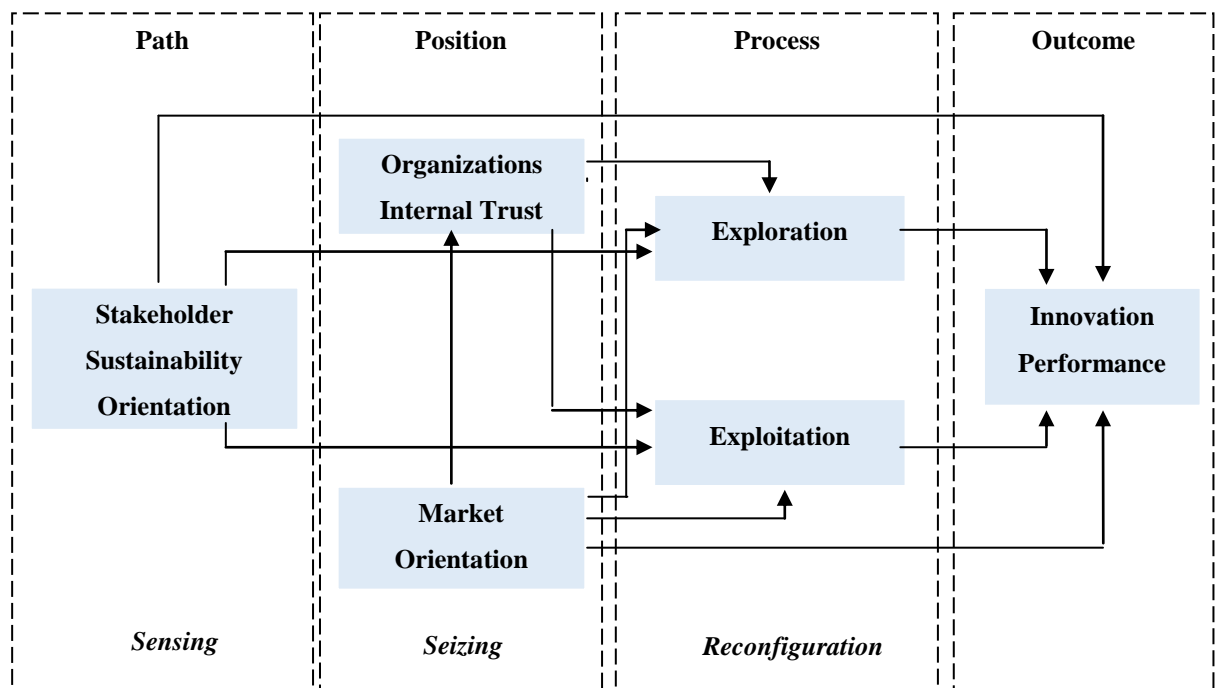 Path
Position
Process
Outcome
Organizations
Internal Trust
Exploration
Stakeholder
Sustainability
Orientation
Innovation
Performance
Exploitation
Market
Orientation
Sensing
Seizing
Reconfiguration